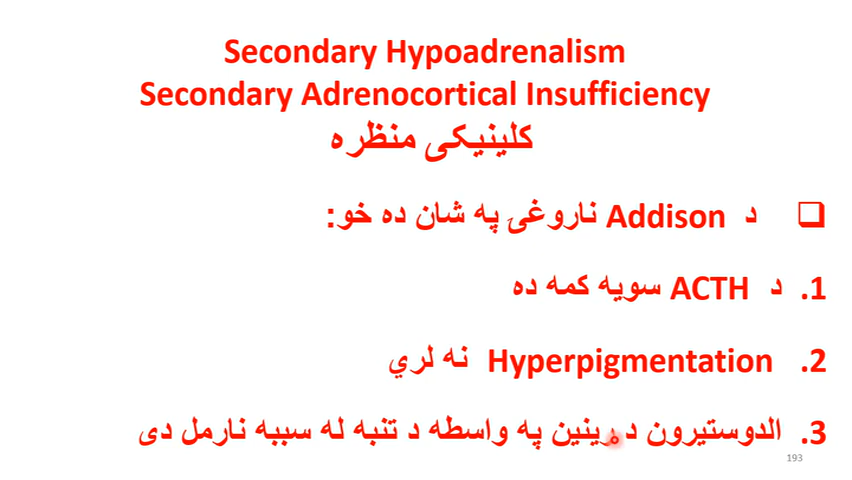 Secondary Hypoadrenalism
Secondary Adrenocortical Insufficiency
کلینیکی منظره
❑ د Addison ناروغۍ په شان ده خو:
1. د ACTH سویه کمه ده
2. Hyperpigmentation نه لري
3. الدوستیرون د رینین په واسطه د تنبه له سببه نارمل دی
193